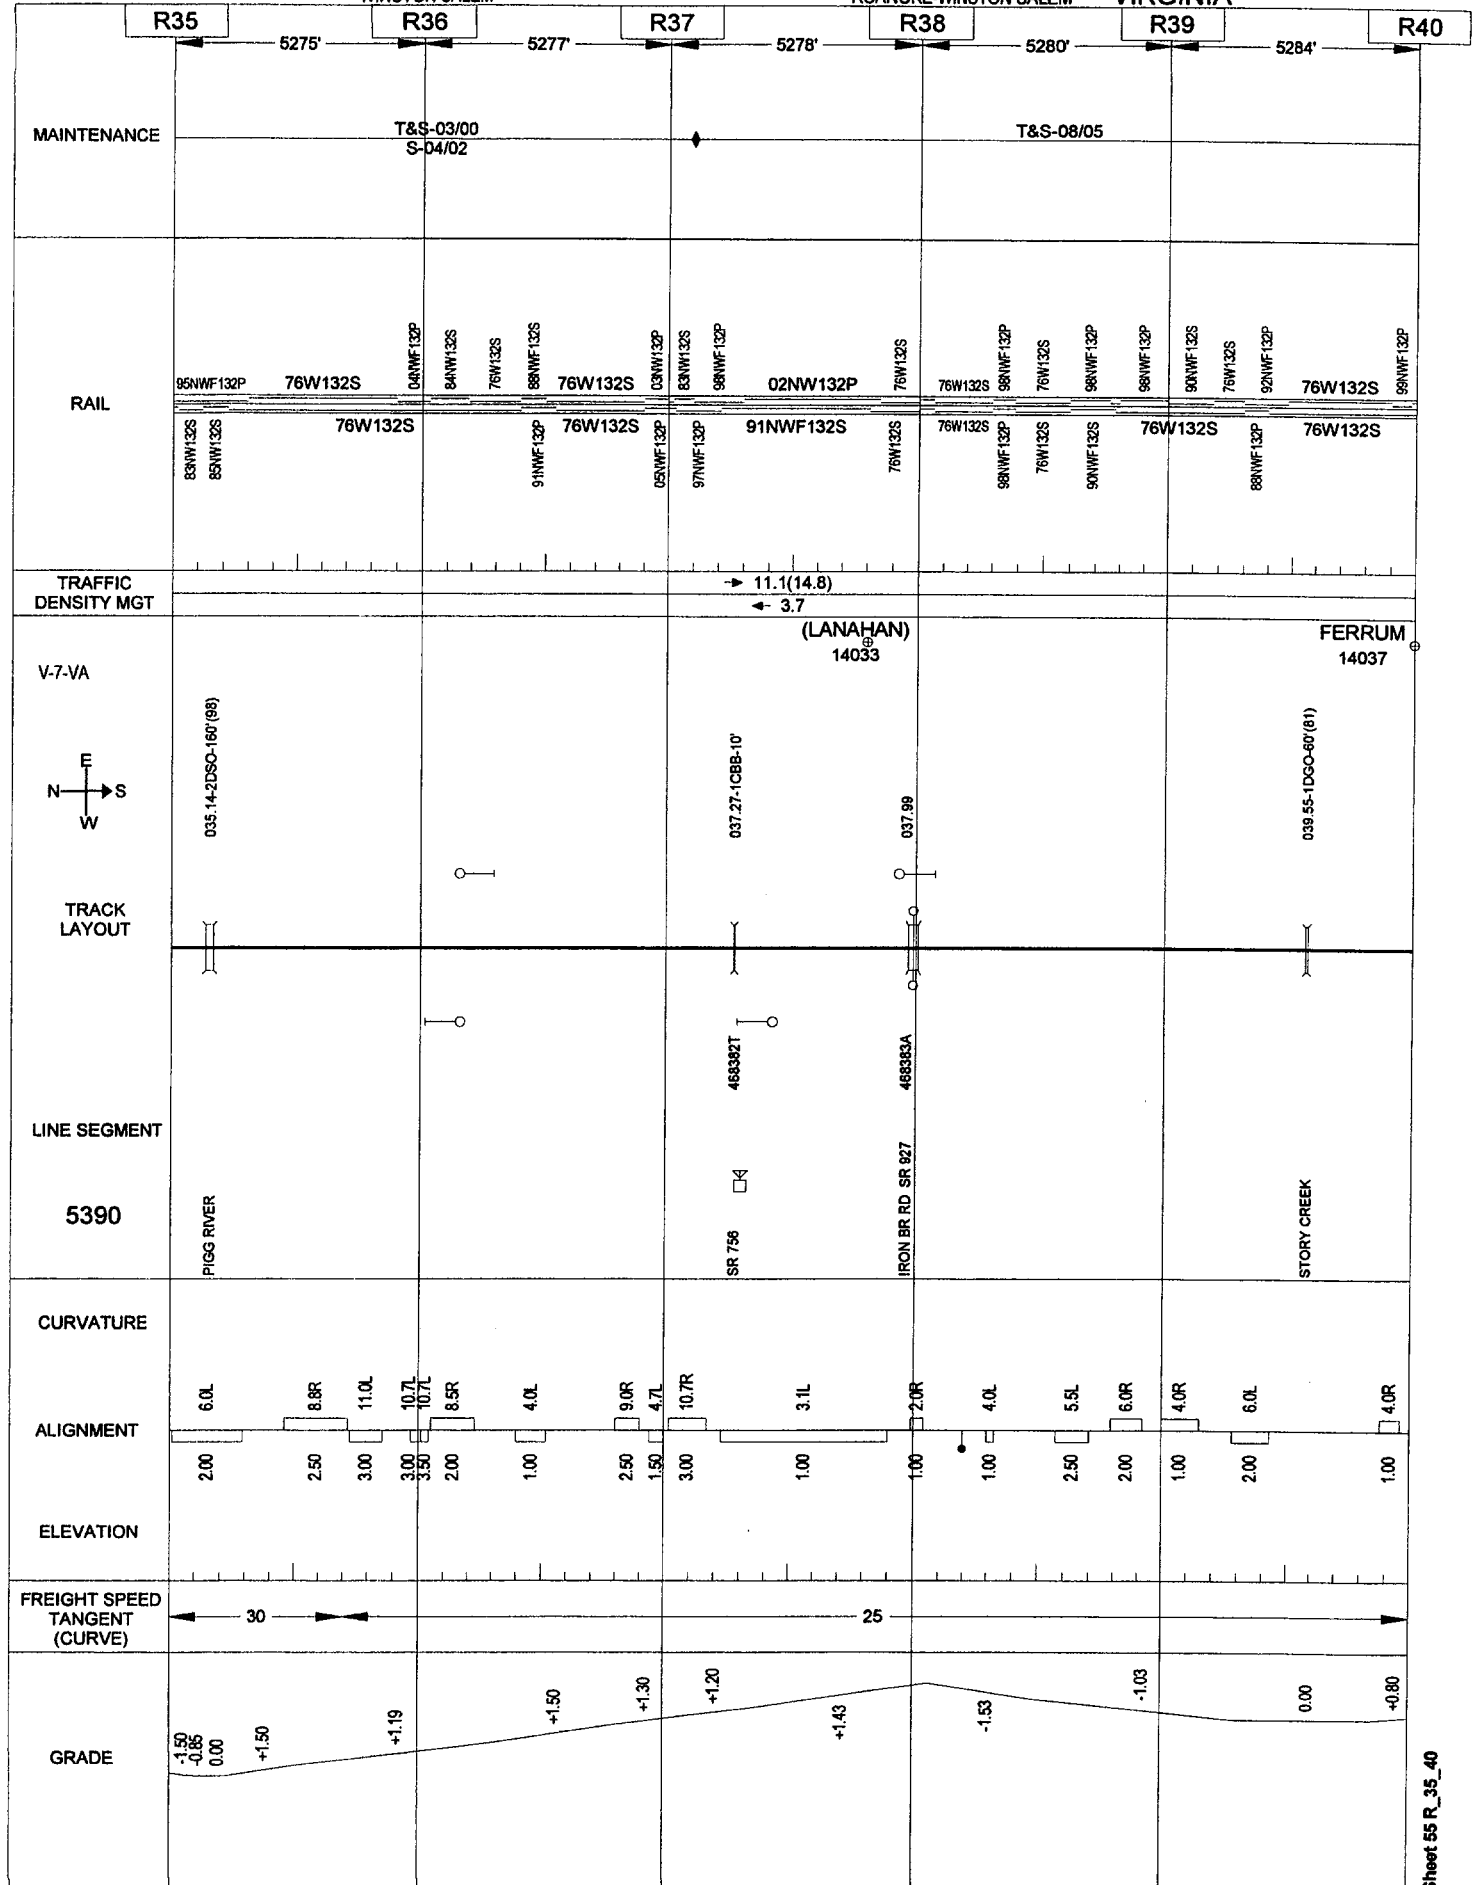 VIRGINIA
R35
R36
R37
R38
R39
R40
5275'
5277'
5278'
5280'
5284'
MAINTENANCE
T&S-03/00
S-04/02
T&S-08/05
RAIL
95NWF132P
76W132S
04NWF132P
84NW132S
76W132S
88NWF132S
76W132S
03NW132P
83NW132S
98NWF132P
02NW132P
76W132S
76W132S
98NWF132P
76W132S
98NWF132P
98NWF132P
90NWF132S
76W132S
92NWF132P
76W132S
99NWF132P
83NW132S
85NW132S
76W132S
91NWF132P
76W132S
05NWF132P
97NWF132P
91NWF132S
76W132S
76W132S
98NWF132P
76W132S
90NWF132S
76W132S
88NWF132P
76W132S
TRAFFIC
DENSITY MGT
11.1(14.8)
3.7
(LANAHAN)
14033
FERRUM
14037
V-7-VA
E
N
S
W
035.14-2DSO-160'(98)
037.27-1CBB-10'
037.99
039.55-1DGO-60'(81)
TRACK
LAYOUT
468382T
468383A
LINE SEGMENT
5390
PIGG RIVER
SR 756
IRON BR RD SR 927
STORY CREEK
CURVATURE
6.0L
8.8R
11.0L
10.7L
10.7L
8.5R
4.0L
9.0R
4.7L
10.7R
3.1L
2.0R
4.0L
5.5L
6.0R
4.0R
6.0L
4.0R
ALIGNMENT
2.00
2.50
3.00
3.00
3.50
2.00
1.00
2.50
1.50
3.00
1.00
1.00
1.00
2.50
2.00
1.00
2.00
1.00
ELEVATION
FREIGHT SPEED
TANGENT
(CURVE)
30
25
GRADE
-1.50
-0.85
0.00
+1.50
+1.19
+1.50
+1.30
+1.20
+1.43
-1.53
-1.03
0.00
+0.80
Sheet 55 R_35_40